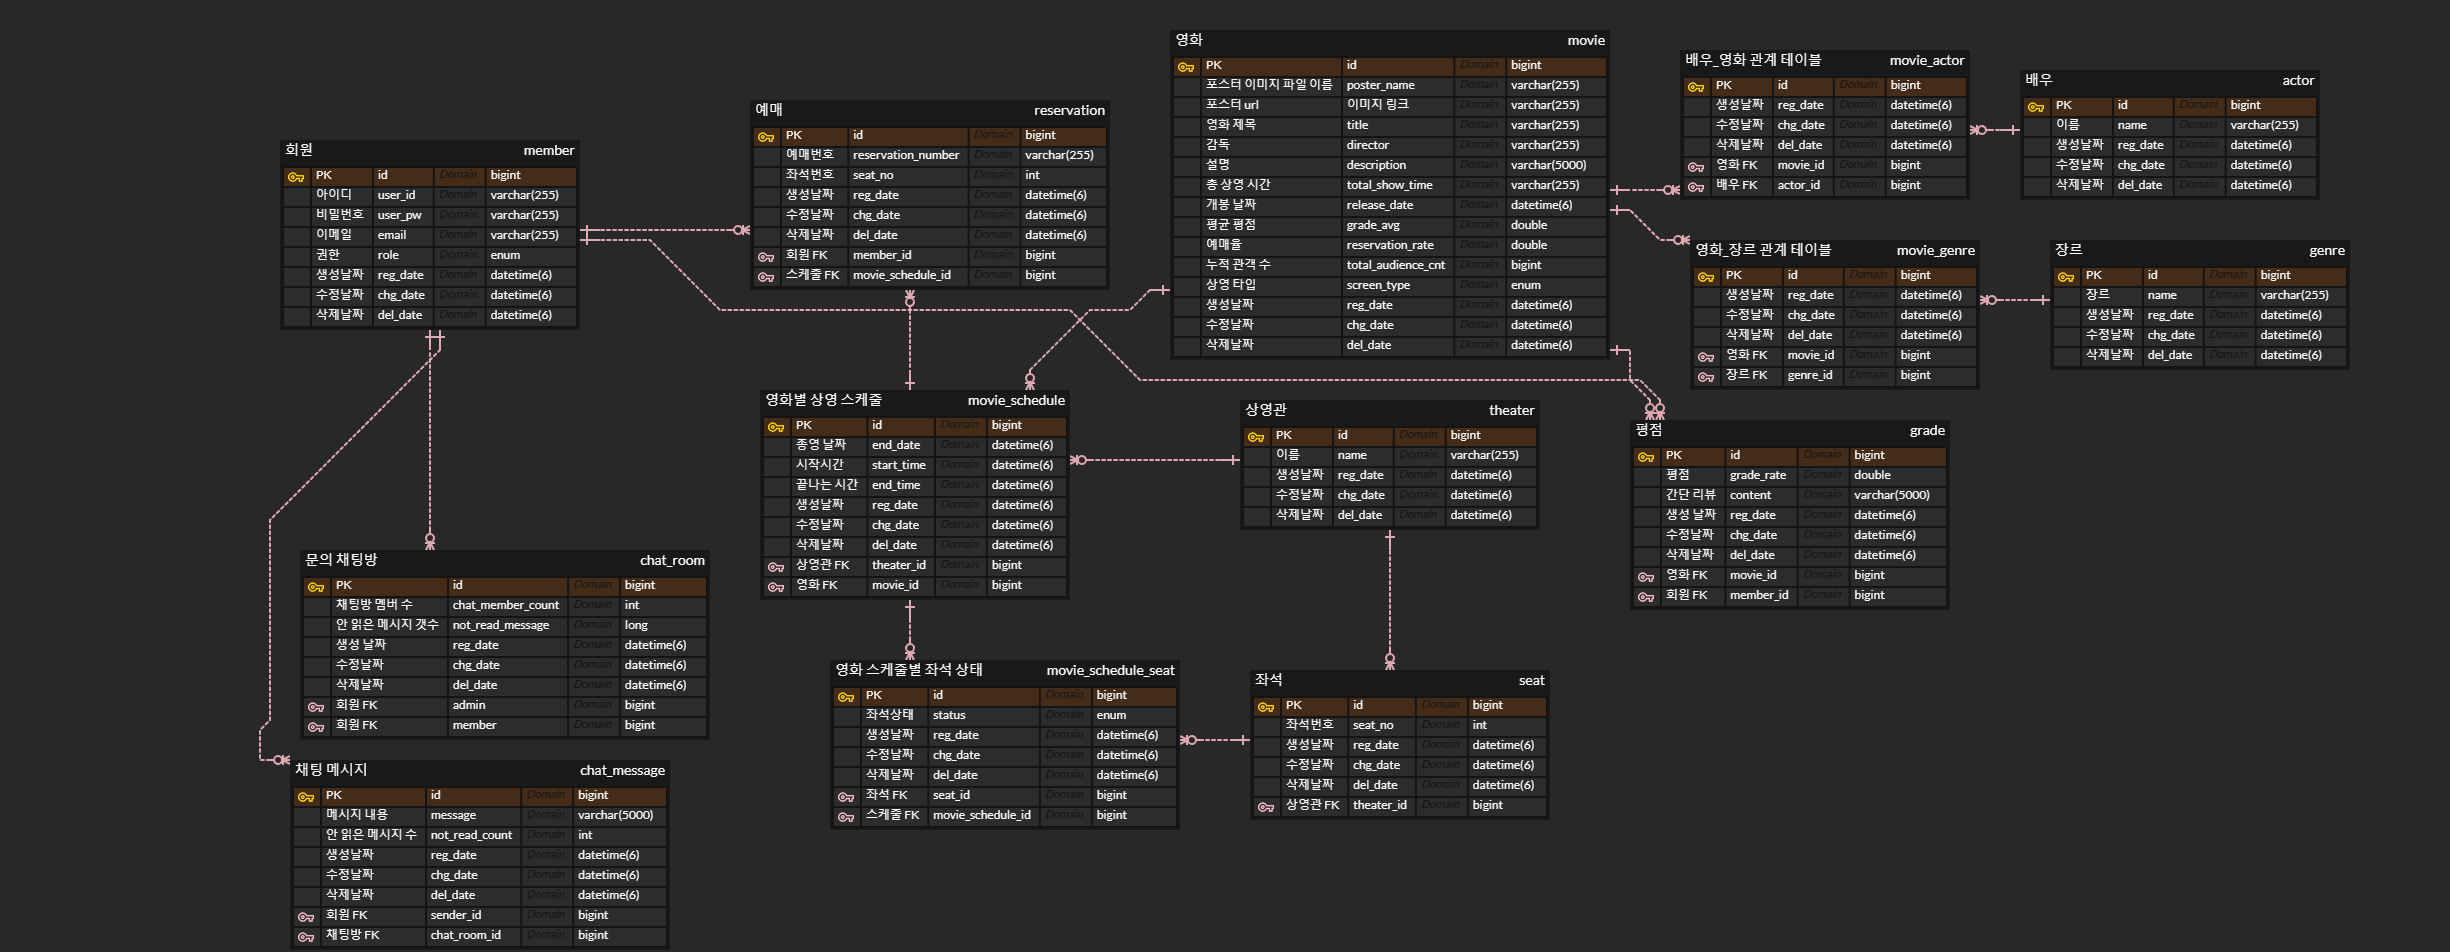 회원 member
PK id Domain bigint
아이디 user_id Domain varchar(255)
비밀번호 user_pw Domain varchar(255)
이메일 email Domain varchar(255)
권한 role Domain enum
생성날짜 reg_date Domain datetime(6)
수정날짜 chg_date Domain datetime(6)
삭제날짜 del_date Domain datetime(6)
예매 reservation
PK id Domain bigint
예매번호 reservation_number Domain varchar(255)
좌석번호 seat_no Domain int
생성날짜 reg_date Domain datetime(6)
수정날짜 chg_date Domain datetime(6)
삭제날짜 del_date Domain datetime(6)
회원 FK member_id Domain bigint
스케줄 FK movie_schedule_id Domain bigint
영화 movie
PK id Domain bigint
포스터 이미지 파일 이름 poster_name Domain varchar(255)
포스터 url 이미지 링크 Domain varchar(255)
영화 제목 title Domain varchar(255)
감독 director Domain varchar(255)
설명 description Domain varchar(5000)
총 상영 시간 total_show_time Domain varchar(255)
개봉 날짜 release_date Domain datetime(6)
평균 평점 grade_avg Domain double
예매율 reservation_rate Domain double
누적 관객 수 total_audience_cnt Domain bigint
상영 타입 screen_type Domain enum
생성날짜 reg_date Domain datetime(6)
수정날짜 chg_date Domain datetime(6)
삭제날짜 del_date Domain datetime(6)
배우_영화 관계 테이블 movie_actor
PK id Domain bigint
생성날짜 reg_date Domain datetime(6)
수정날짜 chg_date Domain datetime(6)
삭제날짜 del_date Domain datetime(6)
영화 FK movie_id Domain bigint
배우 FK actor_id Domain bigint
배우 actor
PK id Domain bigint
이름 name Domain varchar(255)
생성날짜 reg_date Domain datetime(6)
수정날짜 chg_date Domain datetime(6)
삭제날짜 del_date Domain datetime(6)
영화_장르 관계 테이블 movie_genre
PK id Domain bigint
생성날짜 reg_date Domain datetime(6)
수정날짜 chg_date Domain datetime(6)
삭제날짜 del_date Domain datetime(6)
영화 FK movie_id Domain bigint
장르 FK genre_id Domain bigint
장르 genre
PK id Domain bigint
장르 name Domain varchar(255)
생성날짜 reg_date Domain datetime(6)
수정날짜 chg_date Domain datetime(6)
삭제날짜 del_date Domain datetime(6)
영화별 상영 스케줄 movie_schedule
PK id Domain bigint
종영 날짜 end_date Domain datetime(6)
시작시간 start_time Domain datetime(6)
끝나는 시간 end_time Domain datetime(6)
생성날짜 reg_date Domain datetime(6)
수정날짜 chg_date Domain datetime(6)
삭제날짜 del_date Domain datetime(6)
상영관 FK theater_id Domain bigint
영화 FK movie_id Domain bigint
상영관 theater
PK id Domain bigint
이름 name Domain varchar(255)
생성날짜 reg_date Domain datetime(6)
수정날짜 chg_date Domain datetime(6)
삭제날짜 del_date Domain datetime(6)
평점 grade
PK id Domain bigint
평점 grade_rate Domain double
간단 리뷰 content Domain varchar(5000)
생성 날짜 reg_date Domain datetime(6)
수정날짜 chg_date Domain datetime(6)
삭제날짜 del_date Domain datetime(6)
영화 FK movie_id Domain bigint
회원 FK member_id Domain bigint
문의 채팅방 chat_room
PK id Domain bigint
채팅방 멤버 수 chat_member_count Domain int
안 읽은 메시지 갯수 not_read_message Domain long
생성 날짜 reg_date Domain datetime(6)
수정날짜 chg_date Domain datetime(6)
삭제날짜 del_date Domain datetime(6)
회원 FK admin Domain bigint
회원 FK member Domain bigint
영화 스케줄별 좌석 상태 movie_schedule_seat
PK id Domain bigint
좌석상태 status Domain enum
생성날짜 reg_date Domain datetime(6)
수정날짜 chg_date Domain datetime(6)
삭제날짜 del_date Domain datetime(6)
좌석 FK seat_id Domain bigint
스케줄 FK movie_schedule_id Domain bigint
좌석 seat
PK id Domain bigint
좌석번호 seat_no Domain int
생성날짜 reg_date Domain datetime(6)
수정날짜 chg_date Domain datetime(6)
삭제날짜 del_date Domain datetime(6)
상영관 FK theater_id Domain bigint
채팅 메시지 chat_message
PK id Domain bigint
메시지 내용 message Domain varchar(5000)
안 읽은 메시지 수 not_read_count Domain int
생성날짜 reg_date Domain datetime(6)
수정날짜 chg_date Domain datetime(6)
삭제날짜 del_date Domain datetime(6)
회원 FK sender_id Domain bigint
채팅방 FK chat_room_id Domain bigint